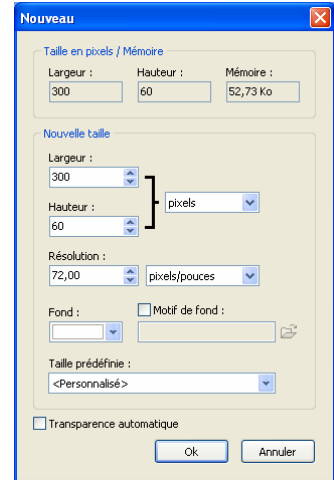 Nouveau
Taille en pixels / Mémoire
Largeur : Hauteur : Mémoire :
300 60 52,73 Ko
Nouvelle taille
Largeur :
300
pixels
Hauteur :
60
Résolution :
72,00 pixels/pouces
Fond : Motif de fond :
Taille prédéfinie :
<Personnalisé>
Transparence automatique
Ok Annuler